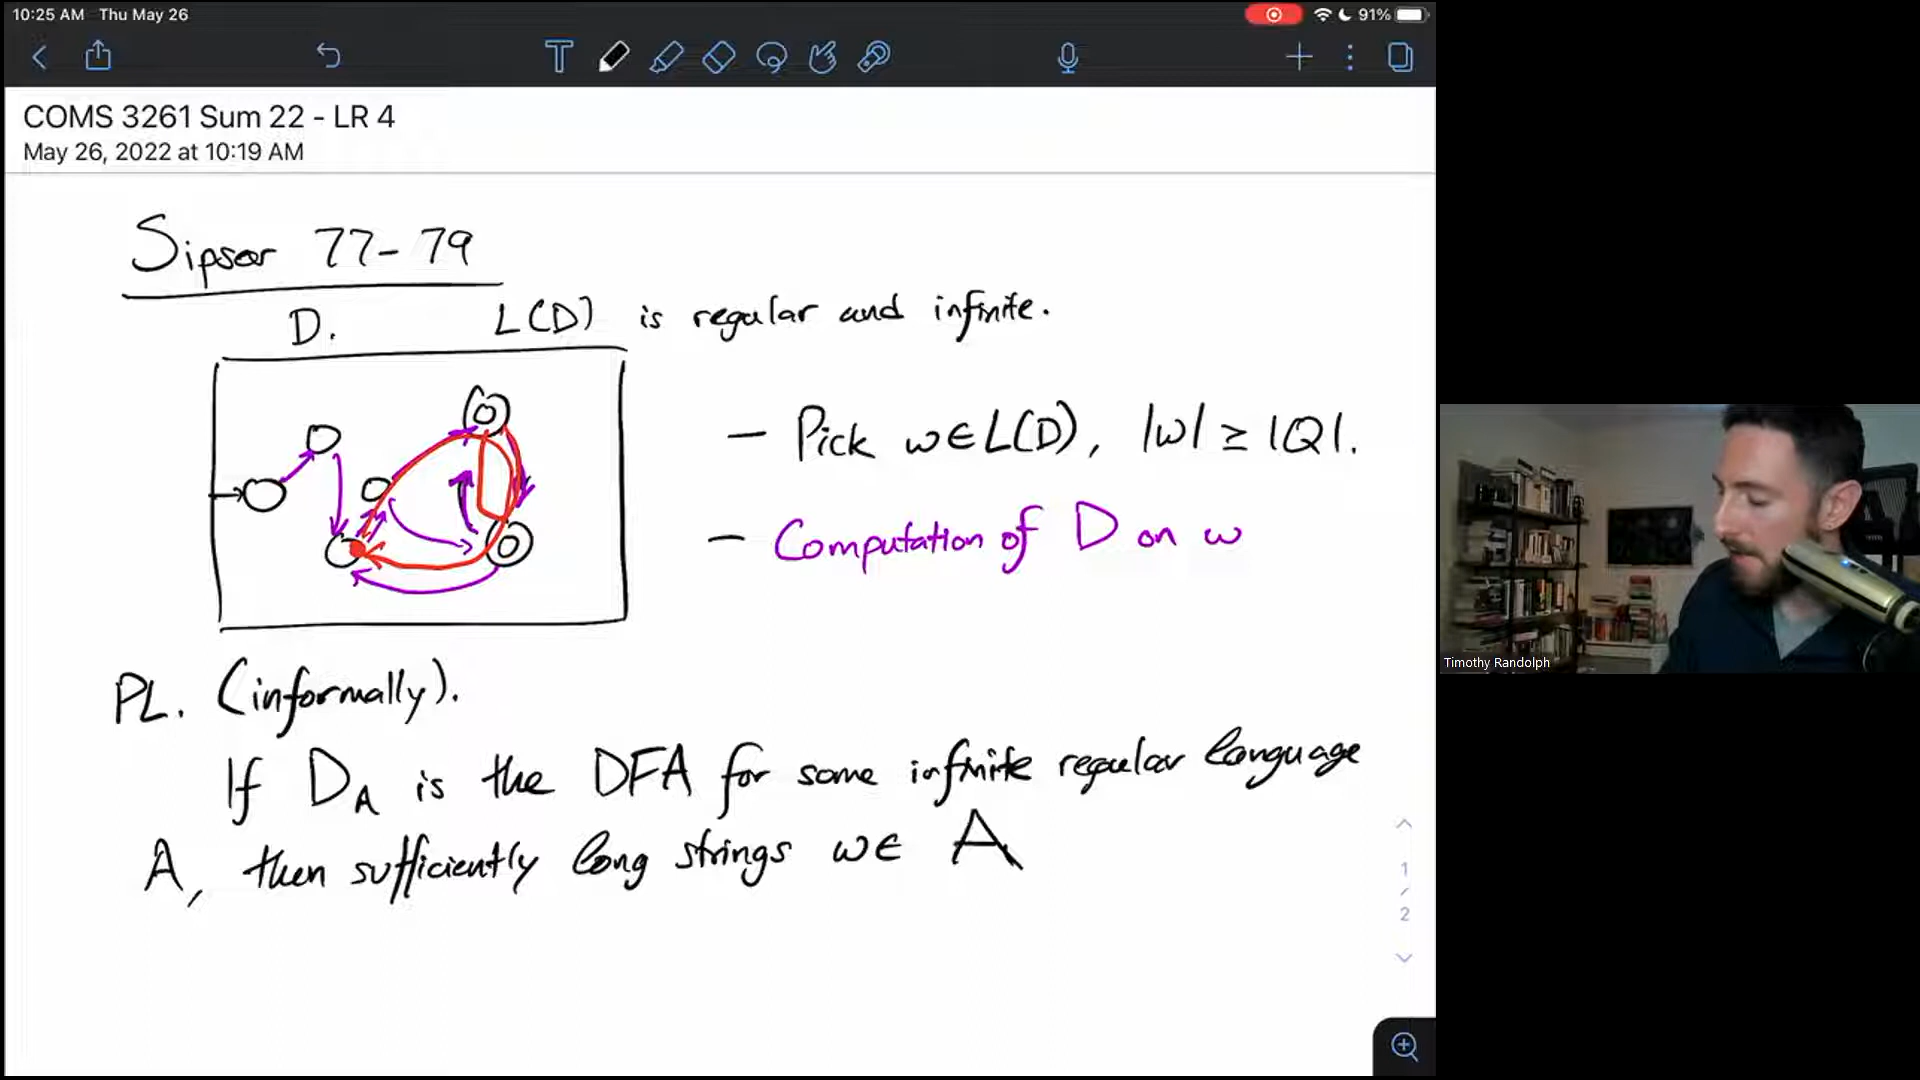 10:25 AM Thu May 26
91%
COMS 3261 Sum 22 - LR 4
May 26, 2022 at 10:19 AM
Sipser 77-79
D. L(D) is regular and infinite.
- Pick w∈L(D), |w| ≥ |Q|.
- Computation of D on w
PL. (informally).
If D_A is the DFA for some infinite regular language
A, then sufficiently long strings w∈ A
1
/
2
Timothy Randolph